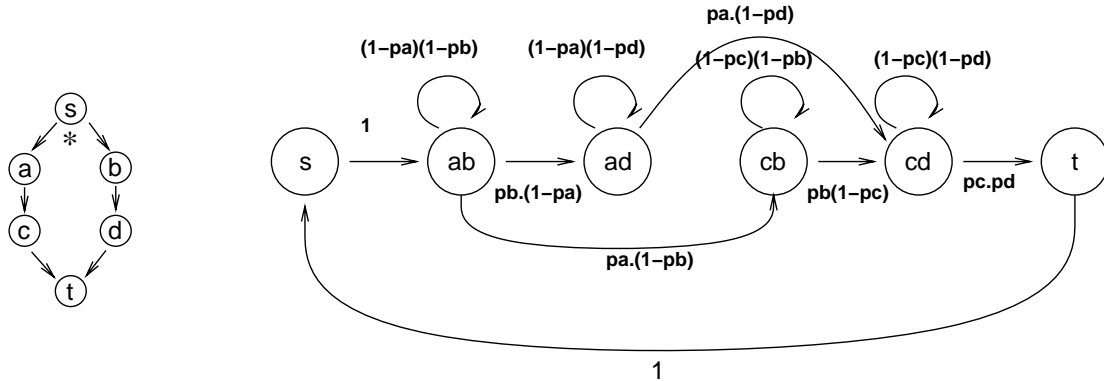 pa.(1−pd)
(1−pa)(1−pb) (1−pa)(1−pd) (1−pc)(1−pb) (1−pc)(1−pd)
s
*
1
a b
s ab ad cb cd t
pb.(1−pa) pb(1−pc) pc.pd
c d
pa.(1−pb)
t
1